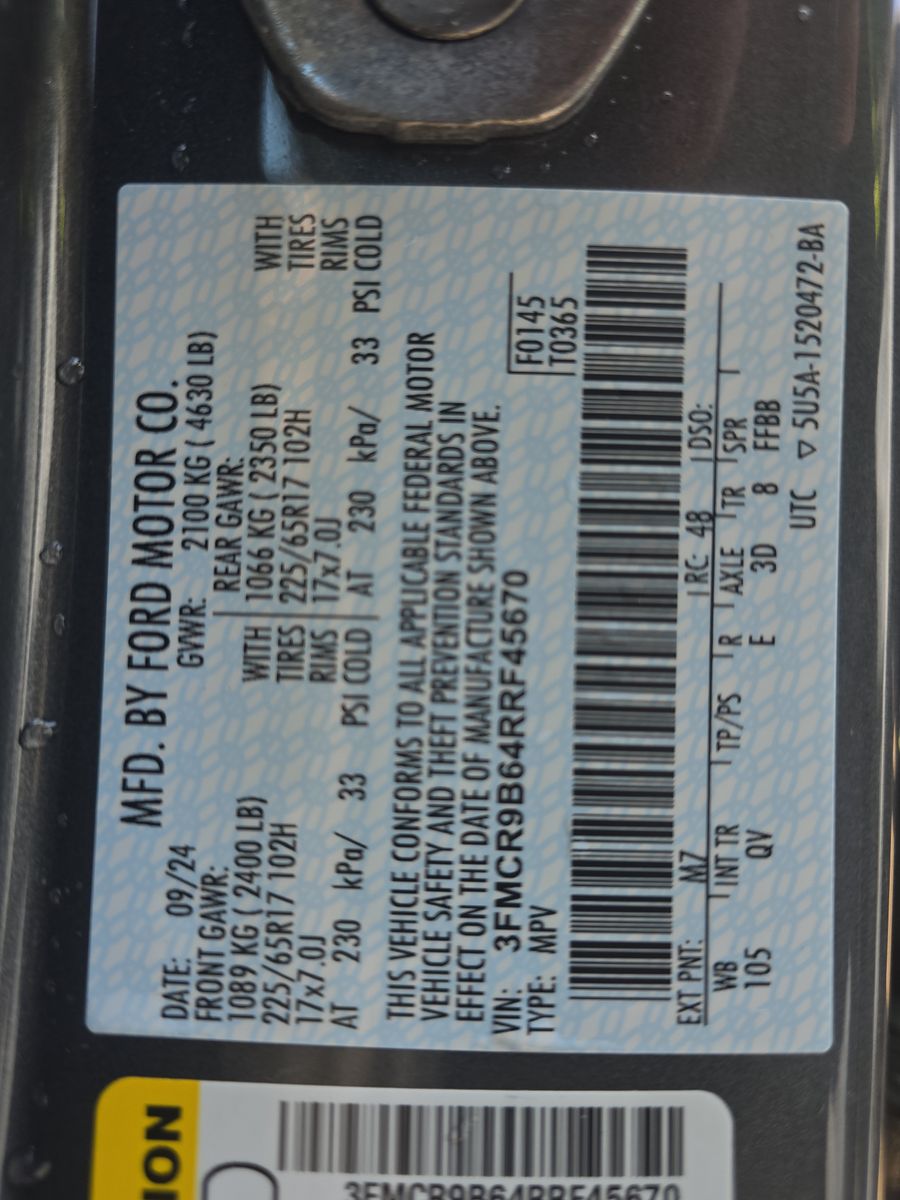 MFD. BY FORD MOTOR CO.
DATE: 09/24 GVWR: 2100 KG ( 4630 LB)
FRONT GAWR: REAR GAWR:
1089 KG ( 2400 LB) WITH 1066 KG ( 2350 LB) WITH
225/65R17 102H TIRES 225/65R17 102H TIRES
17x7.0J RIMS 17x7.0J RIMS
AT 230 kPa/ 33 PSI COLD AT 230 kPa/ 33 PSI COLD
THIS VEHICLE CONFORMS TO ALL APPLICABLE FEDERAL MOTOR
VEHICLE SAFETY AND THEFT PREVENTION STANDARDS IN
EFFECT ON THE DATE OF MANUFACTURE SHOWN ABOVE.
VIN: 3FMCR9B64RRF45670 F0145
TYPE: MPV T0365
EXT PNT: M7 RC: 48 DSO:
WB INT TR TP/PS R AXLE TR SPR
105 QV E 3D 8 FFBB
UTC ▽ 5U5A-1520472-BA
ION
3FMCR9B64RRF45670